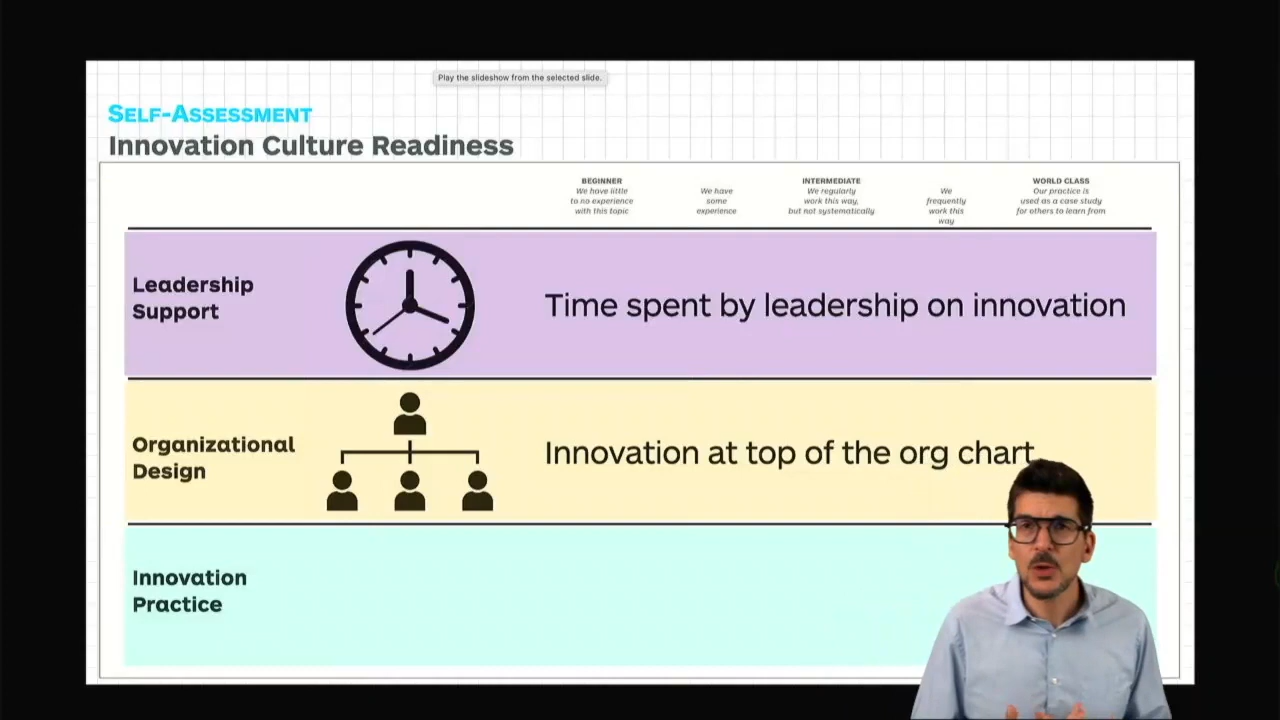 Play the slideshow from the selected slide.
SELF-ASSESSMENT
Innovation Culture Readiness
BEGINNER
We have little
to no experience
with this topic
We have
some
experience
INTERMEDIATE
We regularly
work this way,
but not systematically
We
frequently
work this
way
WORLD CLASS
Our practice is
used as a case study
for others to learn from
Leadership
Support
Time spent by leadership on innovation
Organizational
Design
Innovation at top of the org chart
Innovation
Practice